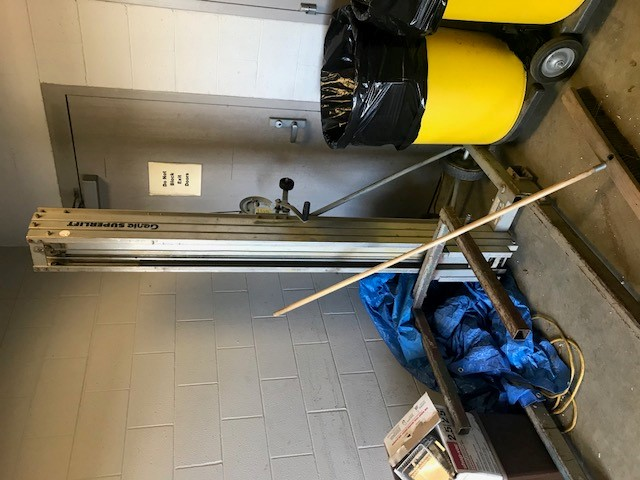 Do Not
Block
Exit
Doors
Genie SUPERLIFT